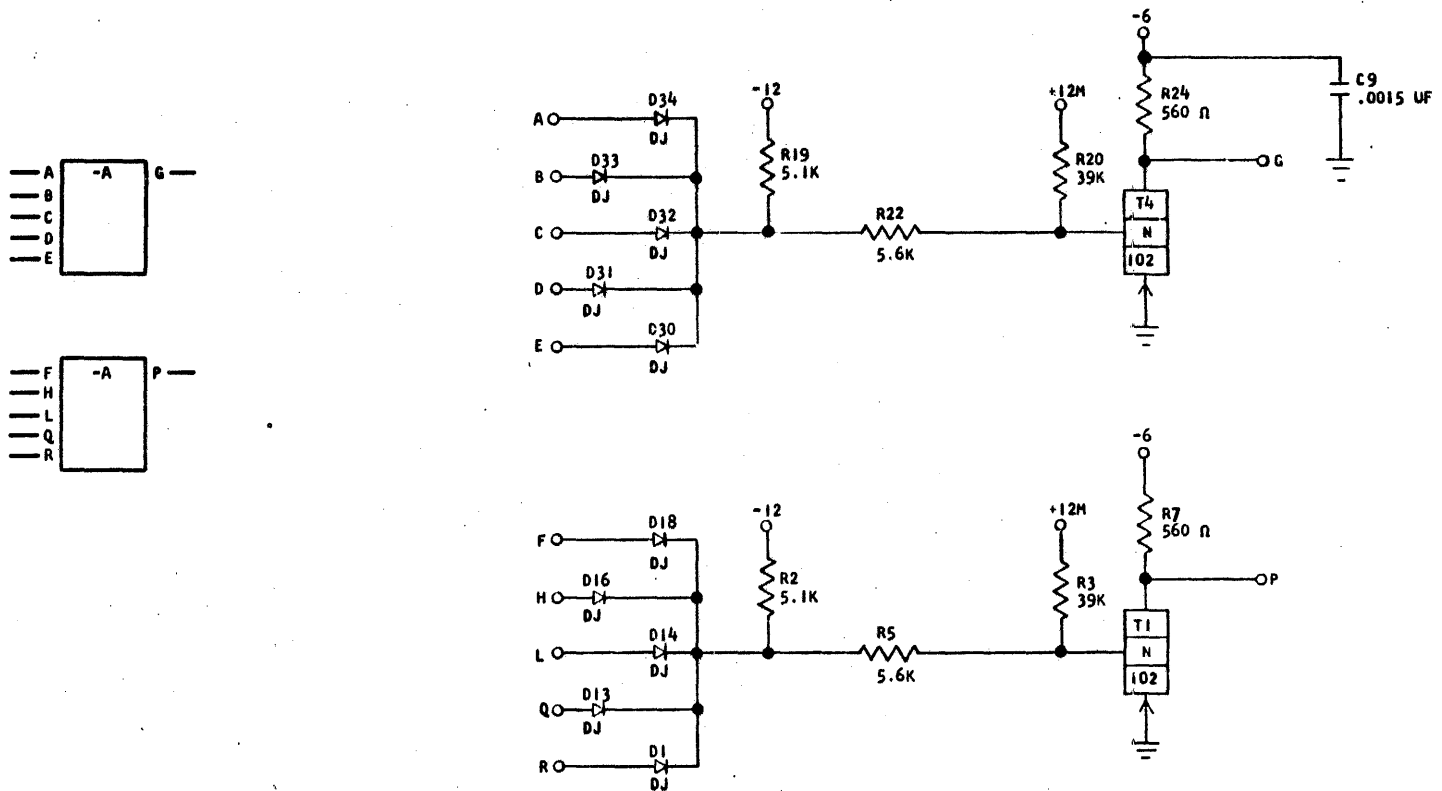 A -A G
B
C
D
E
F -A P
H
L
Q
R
A
D34
DJ
B
D33
DJ
C
D32
DJ
D
D31
DJ
E
D30
DJ
-12
R19
5.1K
R22
5.6K
+12M
R20
39K
-6
R24
560 Ω
C9
.0015 UF
G
T4
N
102
F
D18
DJ
H
D16
DJ
L
D14
DJ
Q
D13
DJ
R
D1
DJ
-12
R2
5.1K
R5
5.6K
+12M
R3
39K
-6
R7
560 Ω
P
T1
N
102